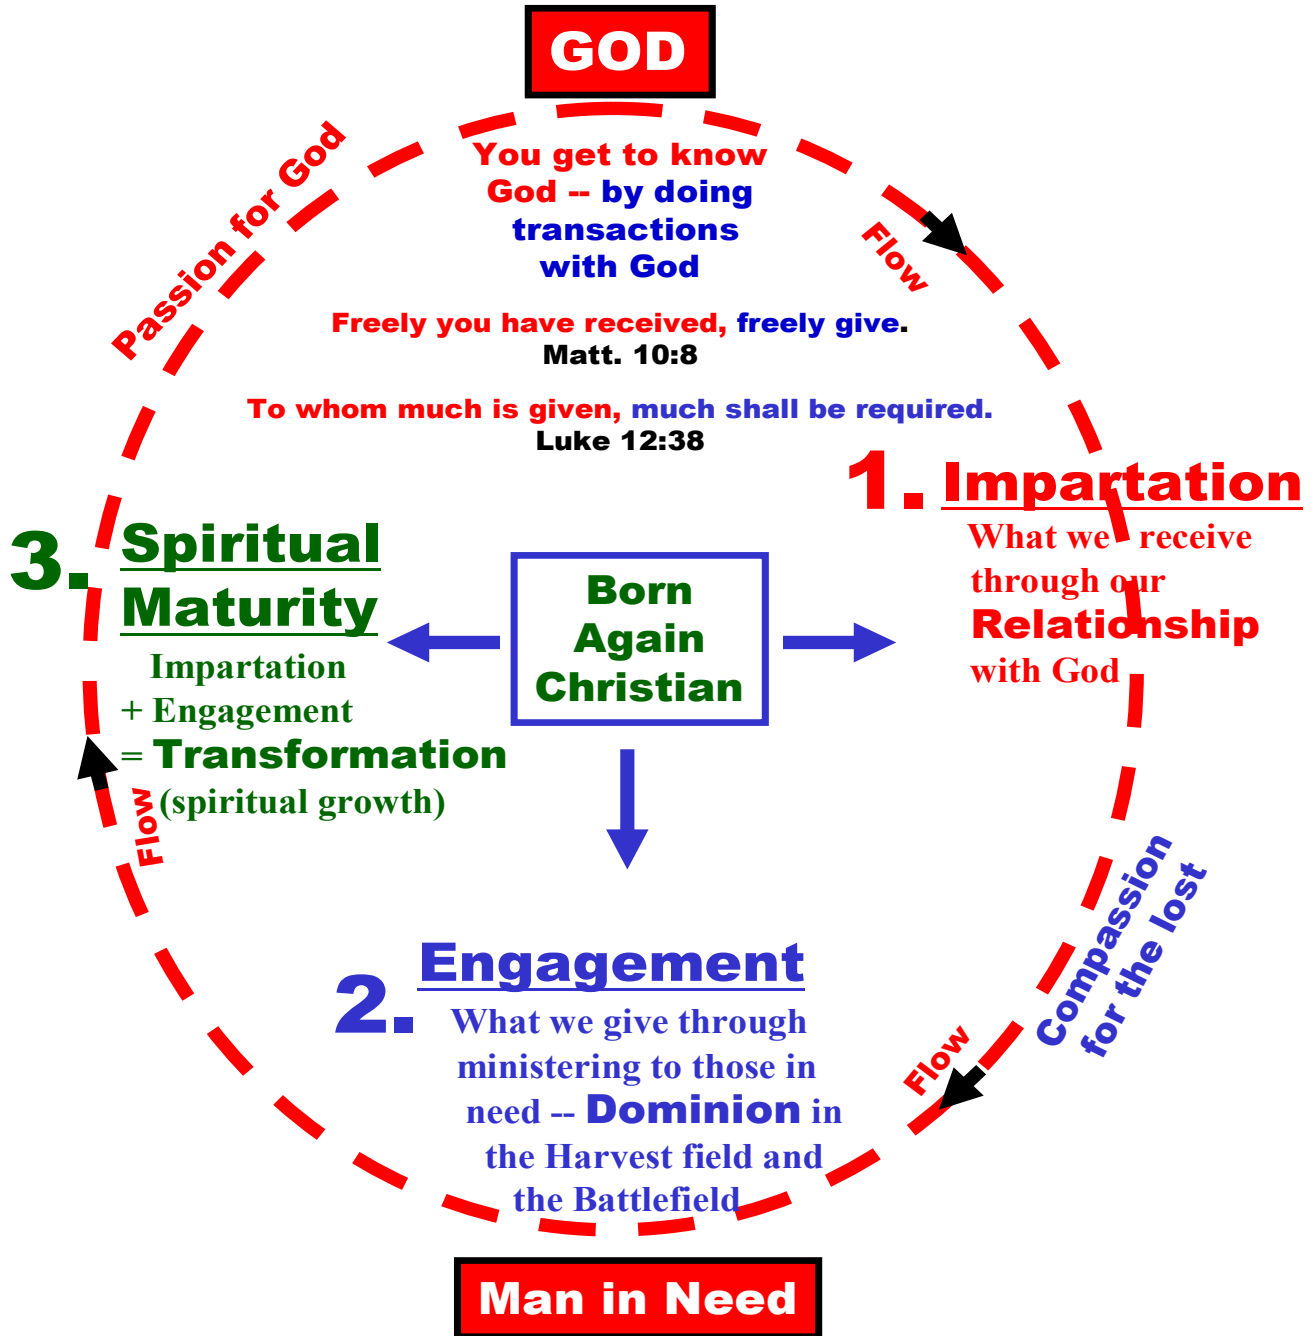 GOD
Passion for God
You get to know
God -- by doing
transactions
with God
Flow
Freely you have received, freely give.
Matt. 10:8
To whom much is given, much shall be required.
Luke 12:38
1. Impartation
What we receive
through our
Relationship
with God
3. Spiritual
Maturity
Impartation
+ Engagement
= Transformation
(spiritual growth)
Flow
Born
Again
Christian
Compassion
for the lost
Flow
2. Engagement
What we give through
ministering to those in
need -- Dominion in
the Harvest field and
the Battlefield
Man in Need